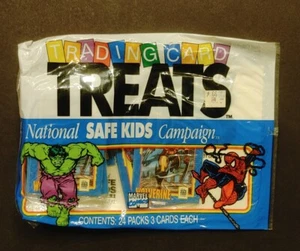 TRADING CARD
TREATS
National SAFE KIDS Campaign
MARVEL
WOLVERINE
CONTENTS: 24 PACKS 3 CARDS EACH